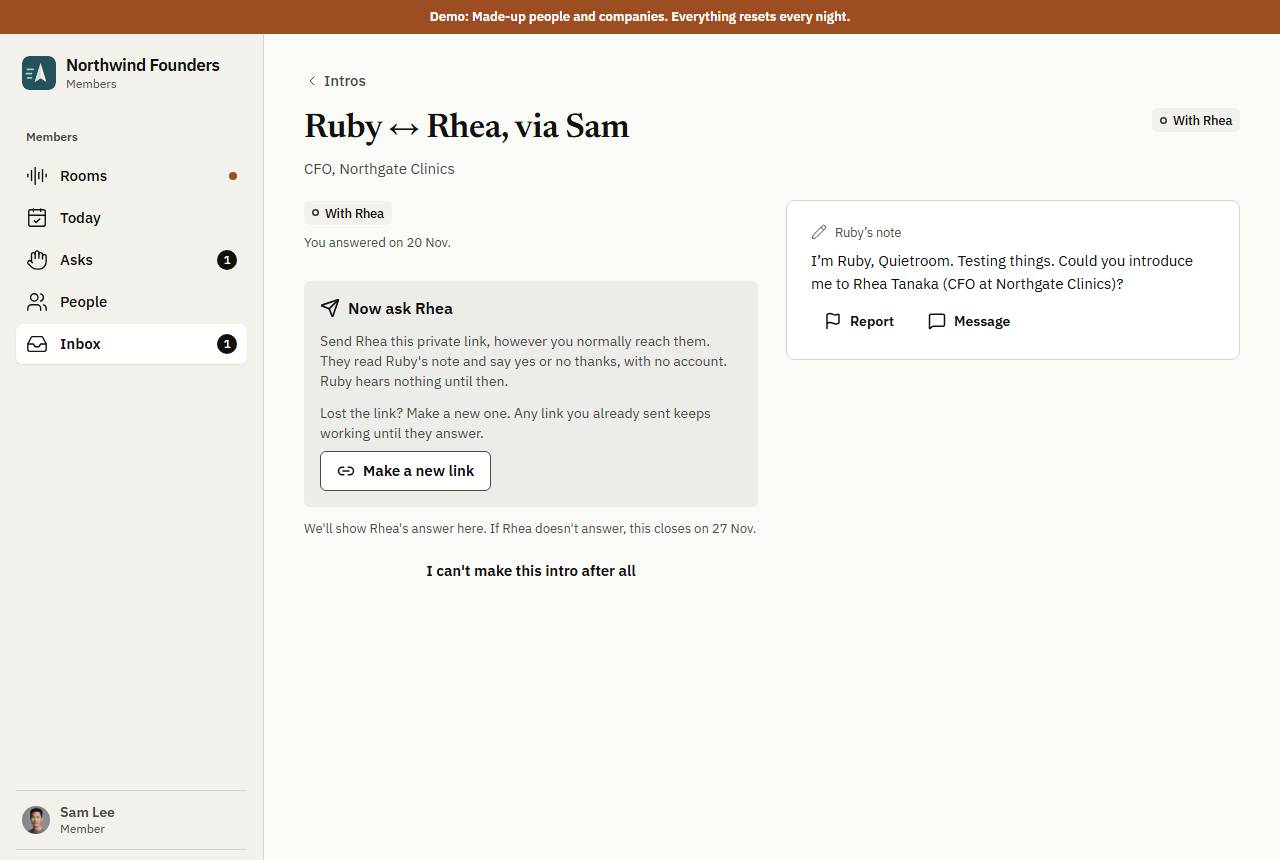 Demo: Made-up people and companies. Everything resets every night.
Northwind Founders
Members
Members
Rooms
Today
Asks 1
People
Inbox 1
Sam Lee
Member
Intros
Ruby ↔ Rhea, via Sam
With Rhea
CFO, Northgate Clinics
With Rhea
You answered on 20 Nov.
Now ask Rhea
Send Rhea this private link, however you normally reach them.
They read Ruby's note and say yes or no thanks, with no account.
Ruby hears nothing until then.
Lost the link? Make a new one. Any link you already sent keeps
working until they answer.
Make a new link
We'll show Rhea's answer here. If Rhea doesn't answer, this closes on 27 Nov.
I can't make this intro after all
Ruby’s note
I’m Ruby, Quietroom. Testing things. Could you introduce
me to Rhea Tanaka (CFO at Northgate Clinics)?
Report Message